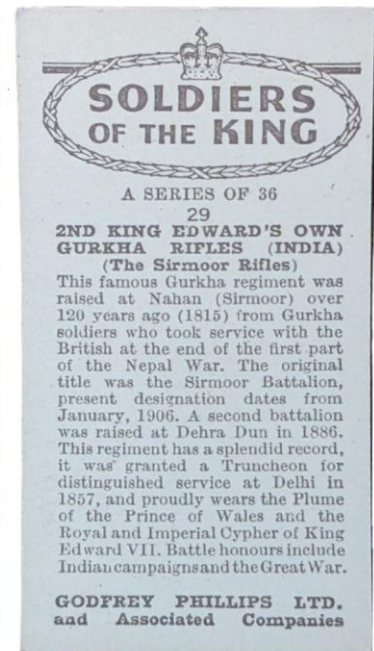 SOLDIERS
OF THE KING
A SERIES OF 36
29
2ND KING EDWARD'S OWN
GURKHA RIFLES (INDIA)
(The Sirmoor Rifles)
This famous Gurkha regiment was
raised at Nahan (Sirmoor) over
120 years ago (1815) from Gurkha
soldiers who took service with the
British at the end of the first part
of the Nepal War. The original
title was the Sirmoor Battalion,
present designation dates from
January, 1906. A second battalion
was raised at Dehra Dun in 1886.
This regiment has a splendid record,
it was granted a Truncheon for
distinguished service at Delhi in
1857, and proudly wears the Plume
of the Prince of Wales and the
Royal and Imperial Cypher of King
Edward VII. Battle honours include
Indian campaigns and the Great War.
GODFREY PHILLIPS LTD.
and Associated Companies